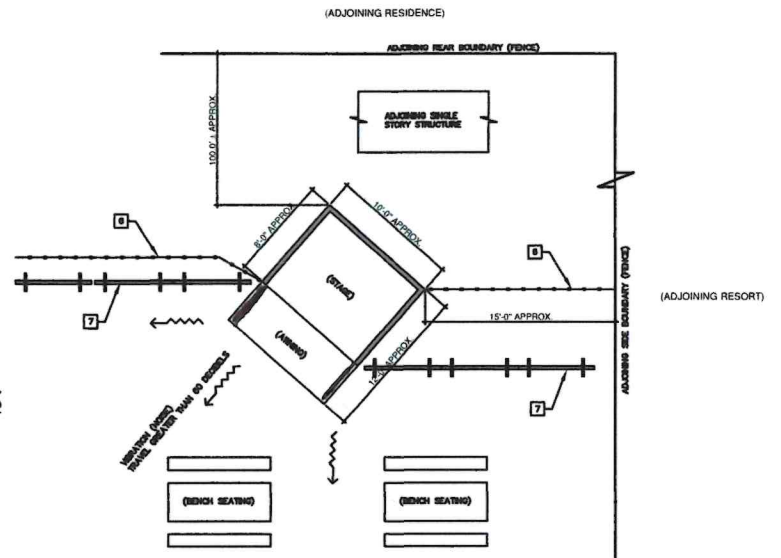 (ADJOINING RESIDENCE)
ADJOINING REAR BOUNDARY (FENCE)
100.0' ± APPROX.
ADJOINING SINGLE
STORY STRUCTURE
8'-0" APPROX.
10'-0" APPROX.
6
6
(STAGE)
(AWNING)
7
15'-0" APPROX.
(ADJOINING RESORT)
ADJOINING SIDE BOUNDARY (FENCE)
12'-0" APPROX.
7
VIBRATION (NOISE)
TRAVEL GREATER THAN 60 DECIBELS
(BENCH SEATING)
(BENCH SEATING)